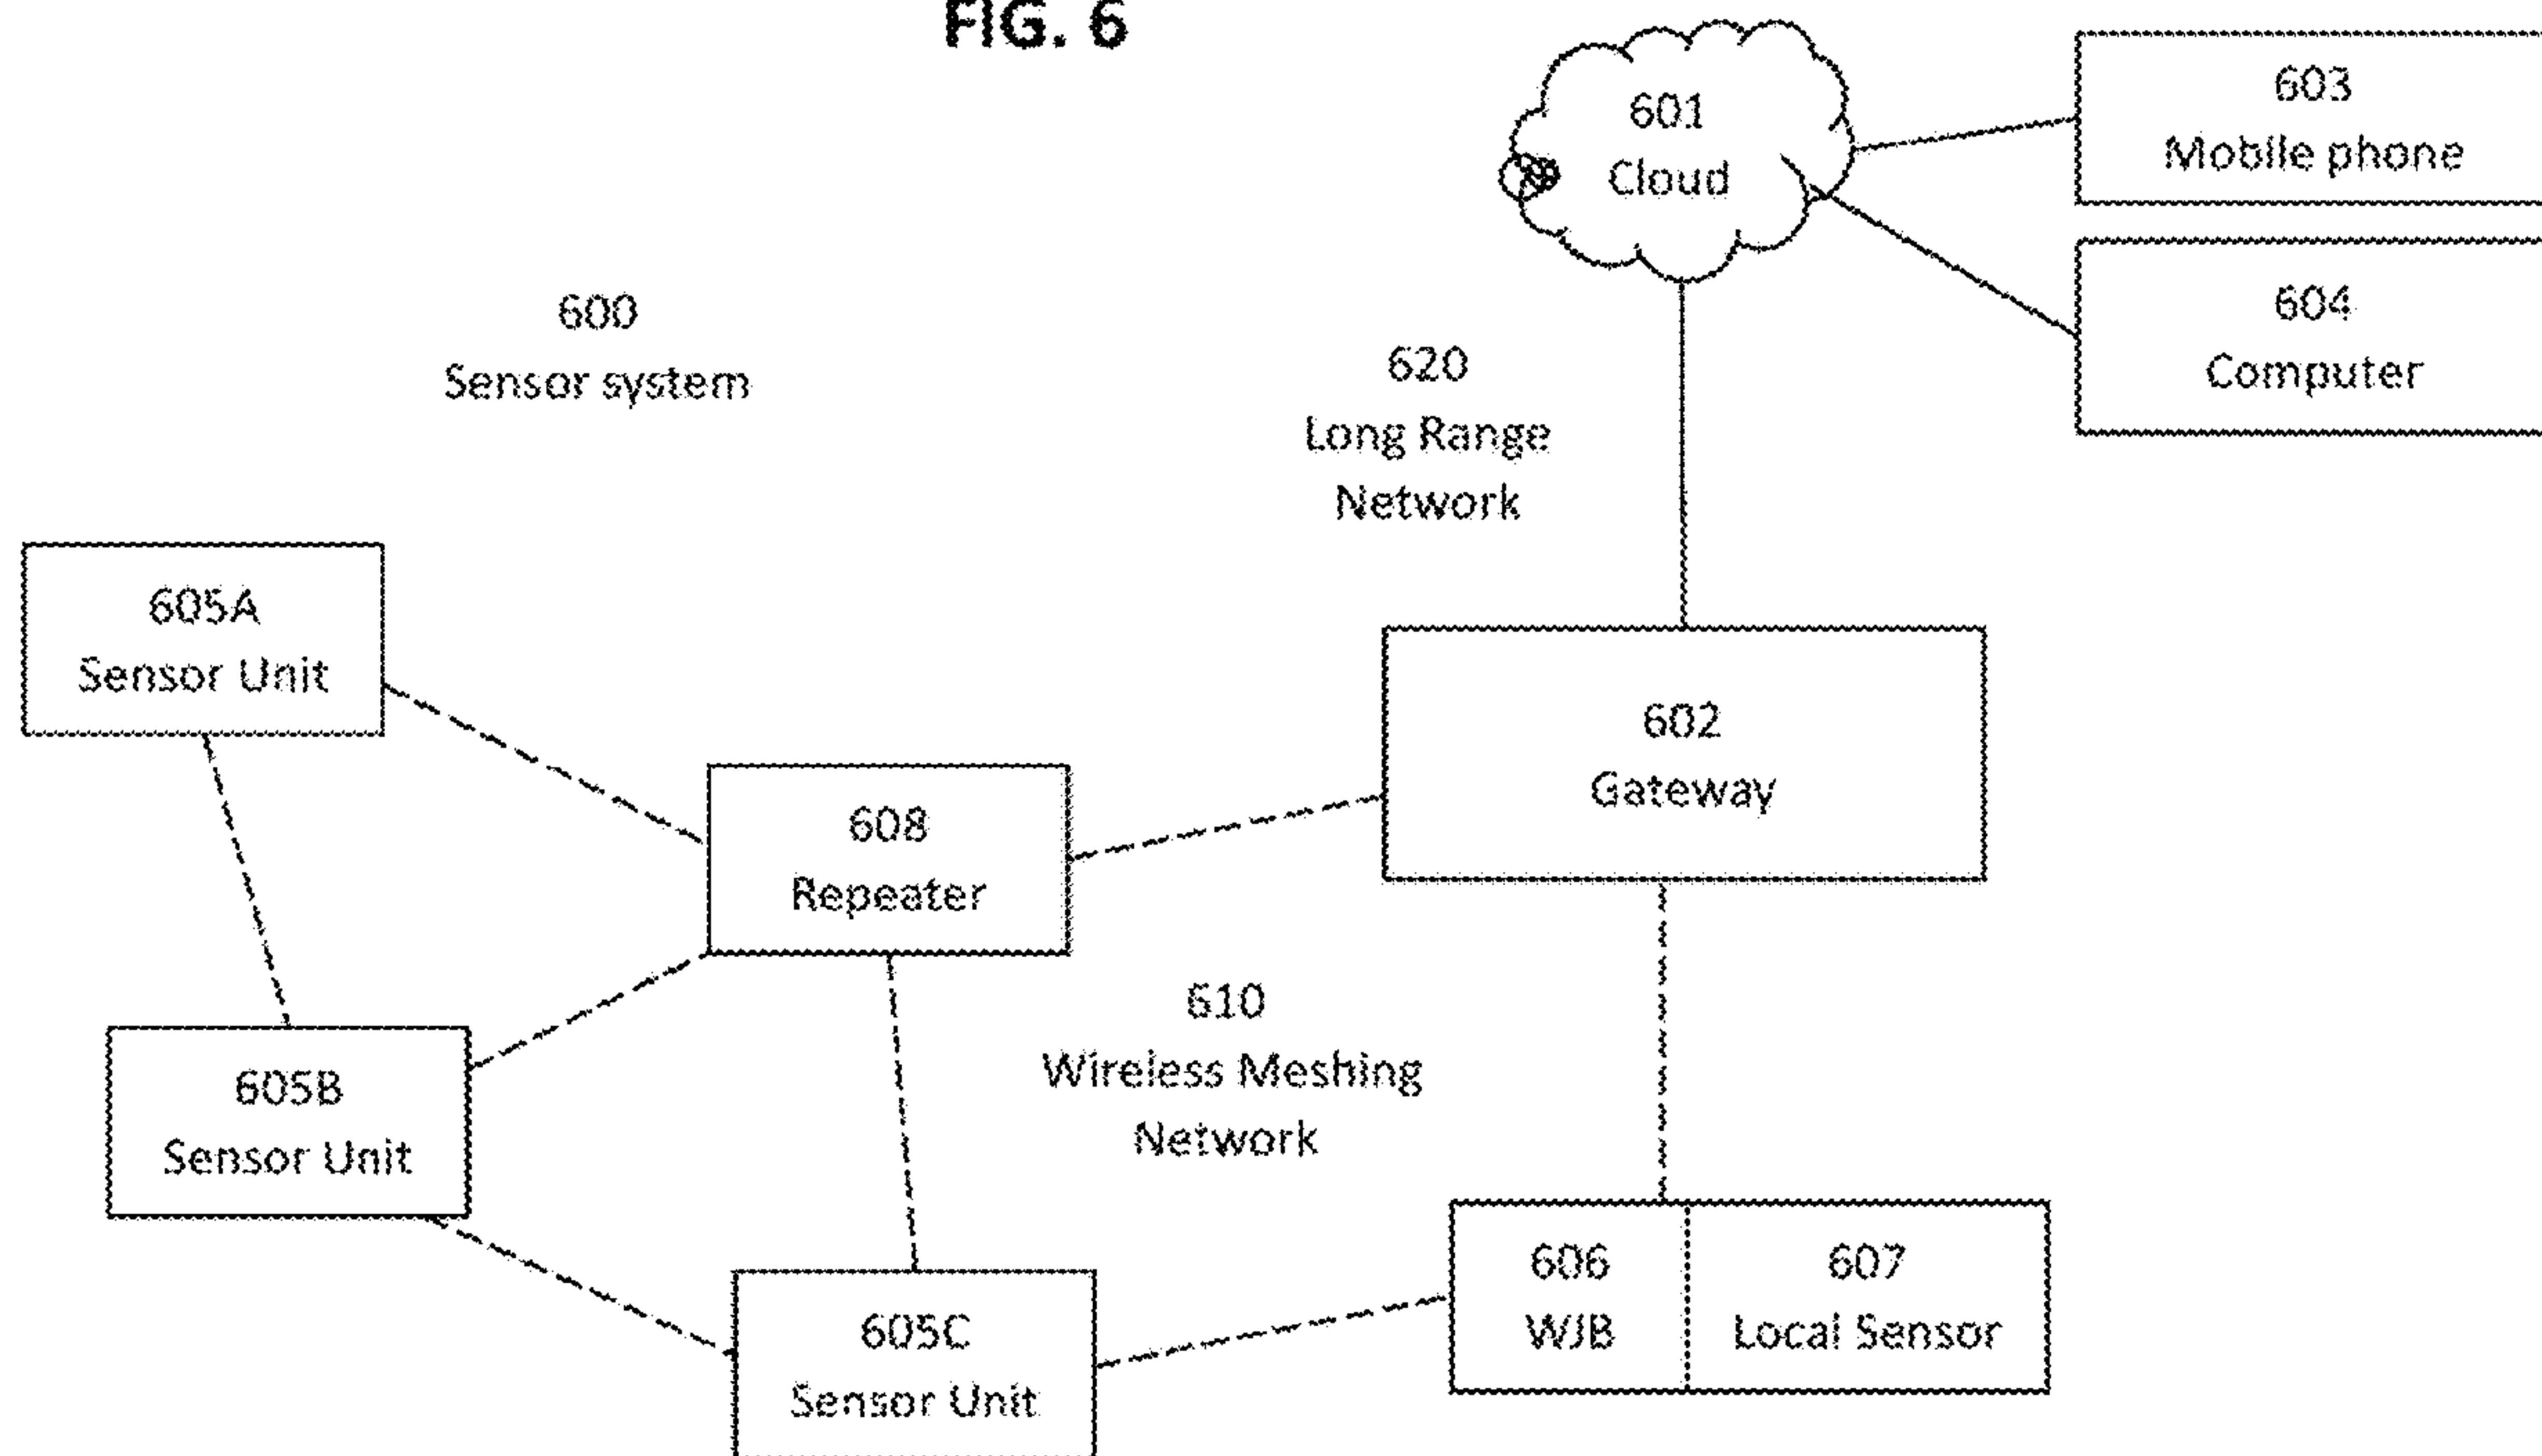 FIG. 6
601
Cloud
603
Mobile phone
604
Computer
600
Sensor system
620
Long Range
Network
605A
Sensor Unit
602
Gateway
608
Repeater
610
Wireless Meshing
Network
605B
Sensor Unit
606
WJB
607
Local Sensor
605C
Sensor Unit